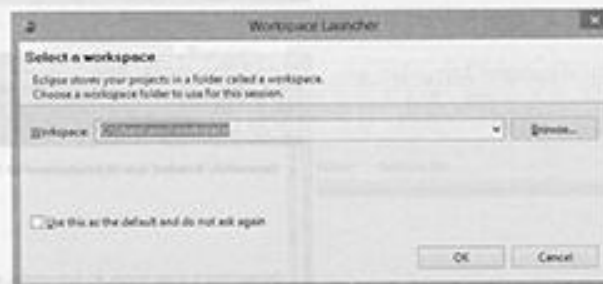 Workspace Launcher
Select a workspace
Eclipse stores your projects in a folder called a workspace.
Choose a workspace folder to use for this session.
Workspace:
Browse...
Use this as the default and do not ask again
OK
Cancel